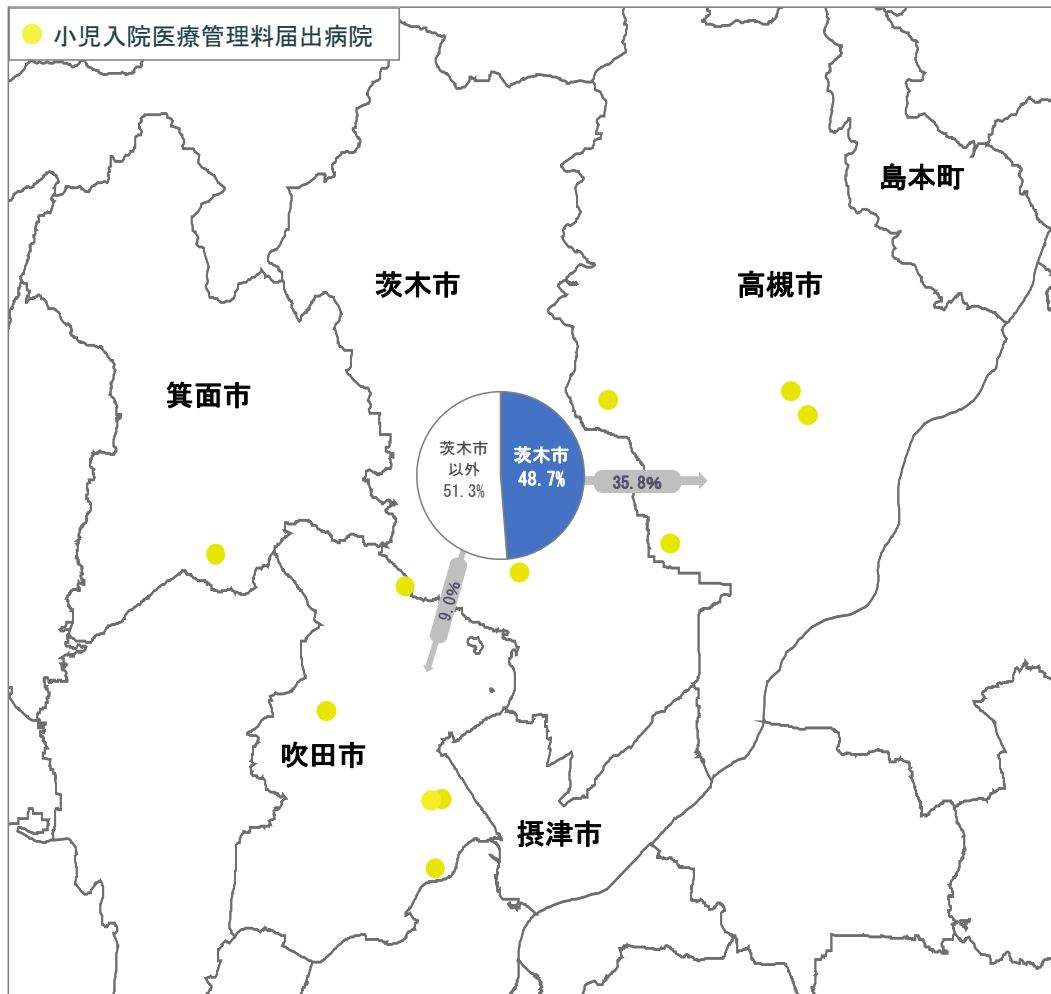 小児入院医療管理料届出病院
島本町
茨木市
高槻市
箕面市
茨木市
以外
51.3%
茨木市
48.7%
35.8%
9.0%
吹田市
摂津市